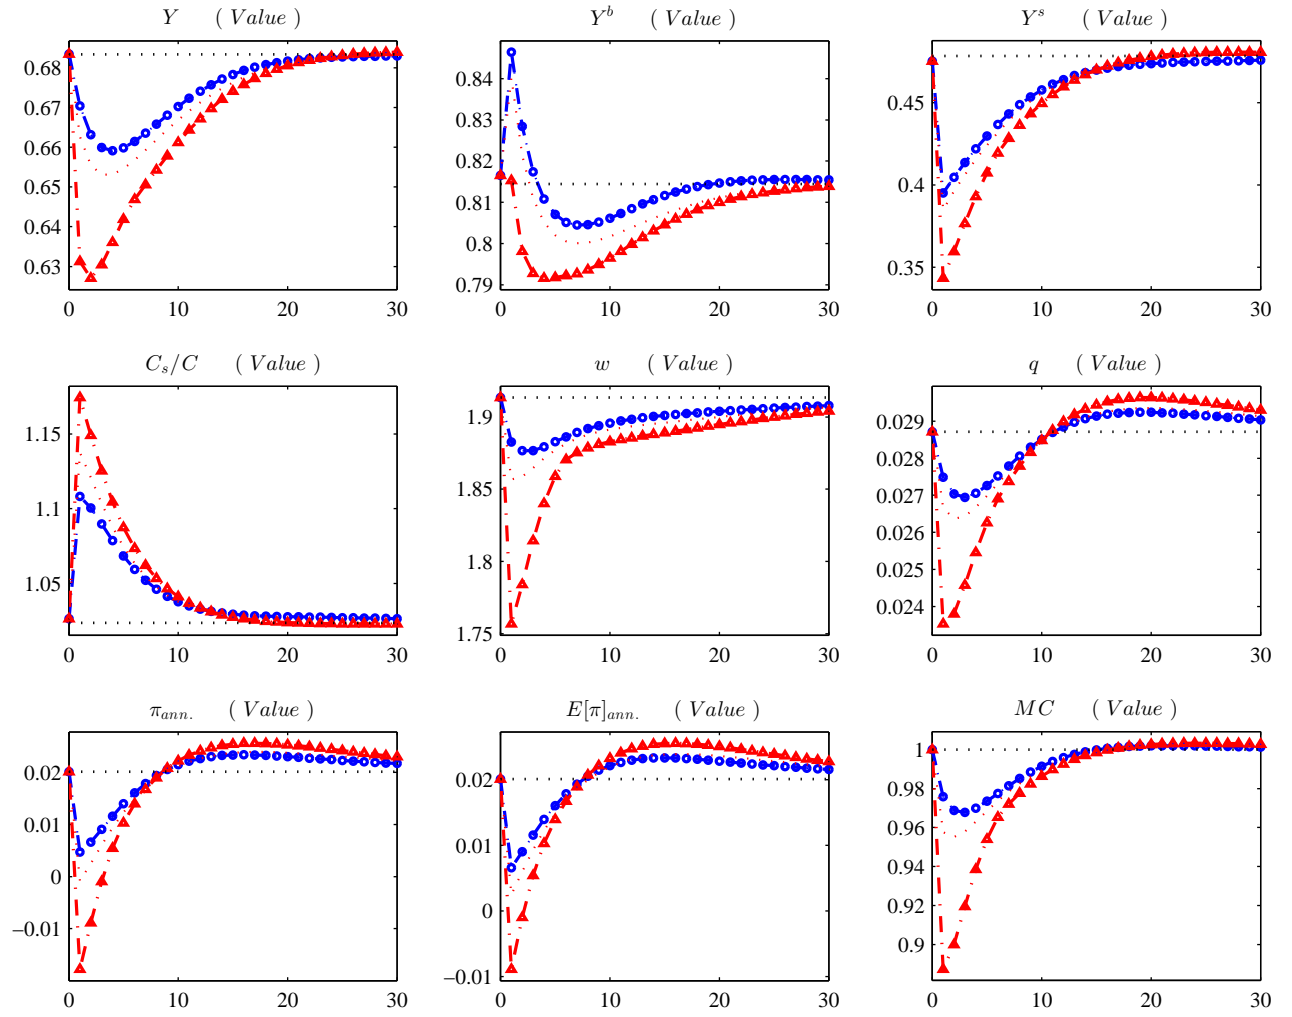 Y ( Value )
0.68
0.67
0.66
0.65
0.64
0.63
0 10 20 30
Y^b ( Value )
0.84
0.83
0.82
0.81
0.8
0.79
0 10 20 30
Y^s ( Value )
0.45
0.4
0.35
0 10 20 30
C_s/C ( Value )
1.15
1.1
1.05
0 10 20 30
w ( Value )
1.9
1.85
1.8
1.75
0 10 20 30
q ( Value )
0.029
0.028
0.027
0.026
0.025
0.024
0 10 20 30
π_ann. ( Value )
0.02
0.01
0
−0.01
0 10 20 30
E[π]_ann. ( Value )
0.02
0.01
0
−0.01
0 10 20 30
MC ( Value )
1
0.98
0.96
0.94
0.92
0.9
0 10 20 30